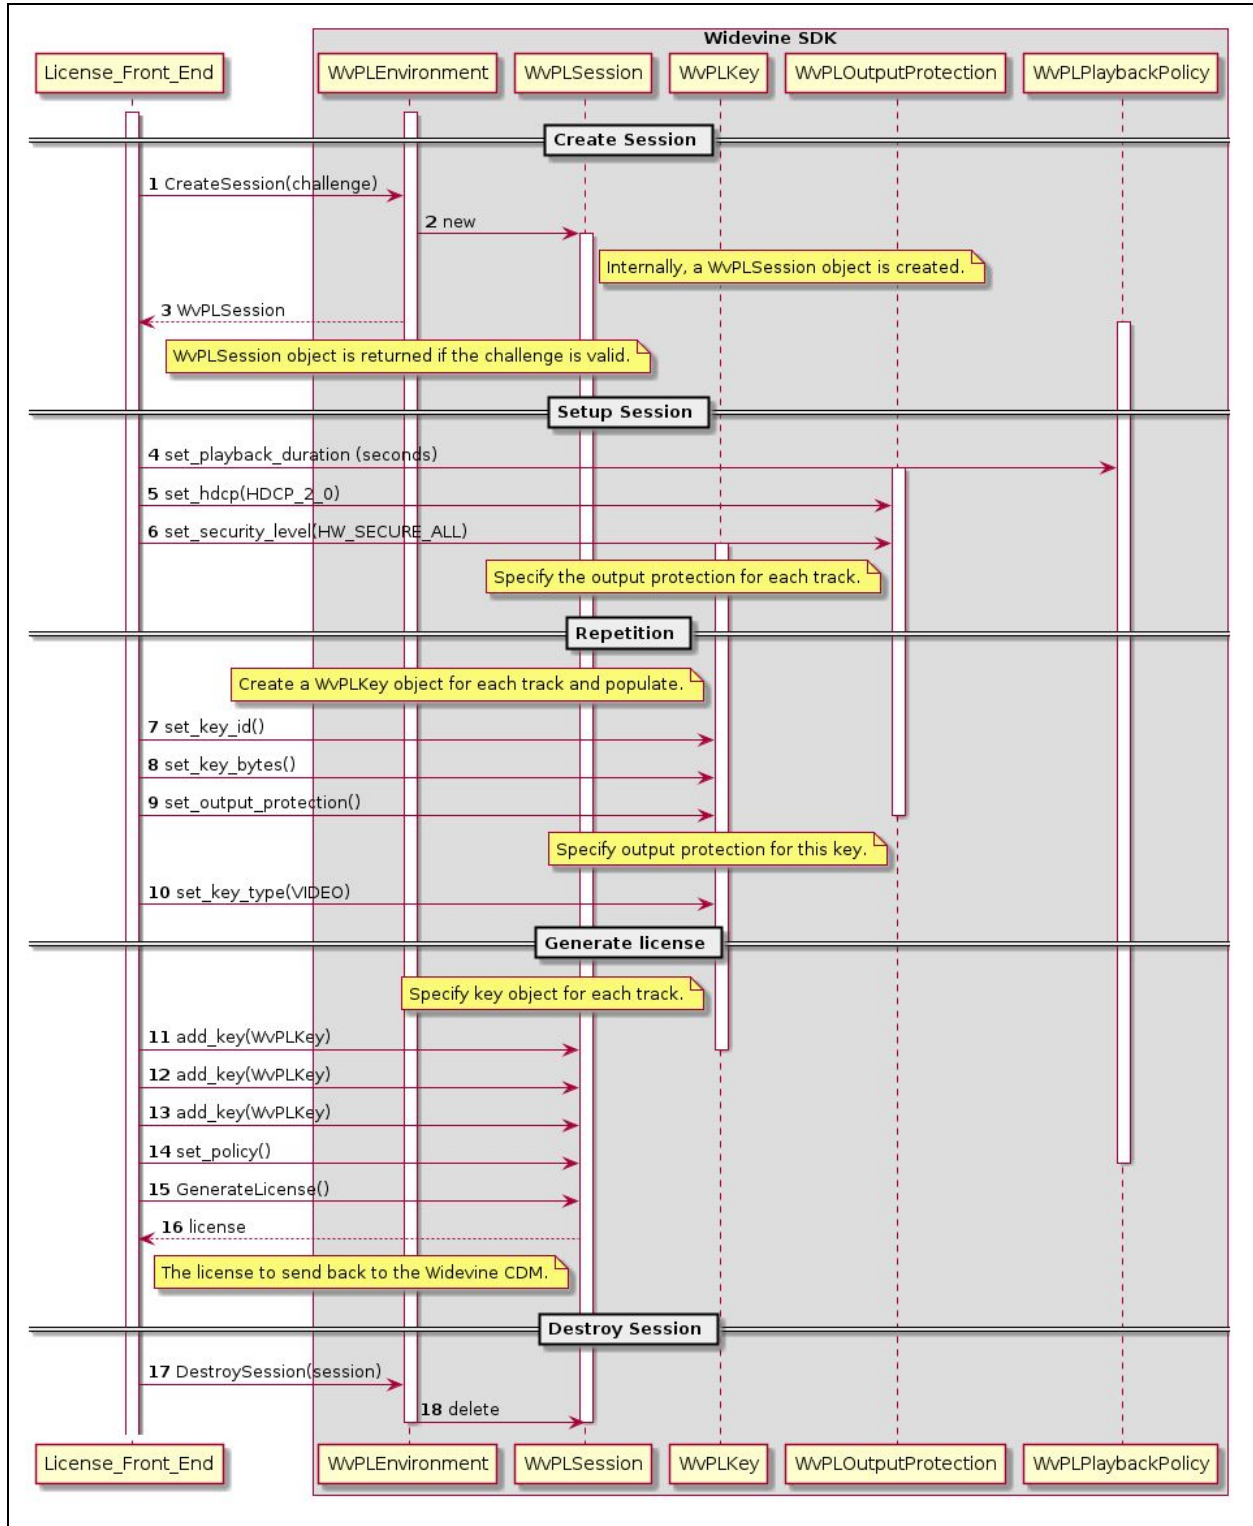 Widevine SDK
License_Front_End
WvPLEnvironment
WvPLSession
WvPLKey
WvPLOutputProtection
WvPLPlaybackPolicy
Create Session
1 CreateSession(challenge)
2 new
Internally, a WvPLSession object is created.
3 WvPLSession
WvPLSession object is returned if the challenge is valid.
Setup Session
4 set_playback_duration (seconds)
5 set_hdcp(HDCP_2_0)
6 set_security_level(HW_SECURE_ALL)
Specify the output protection for each track.
Repetition
Create a WvPLKey object for each track and populate.
7 set_key_id()
8 set_key_bytes()
9 set_output_protection()
Specify output protection for this key.
10 set_key_type(VIDEO)
Generate license
Specify key object for each track.
11 add_key(WvPLKey)
12 add_key(WvPLKey)
13 add_key(WvPLKey)
14 set_policy()
15 GenerateLicense()
16 license
The license to send back to the Widevine CDM.
Destroy Session
17 DestroySession(session)
18 delete
License_Front_End
WvPLEnvironment
WvPLSession
WvPLKey
WvPLOutputProtection
WvPLPlaybackPolicy